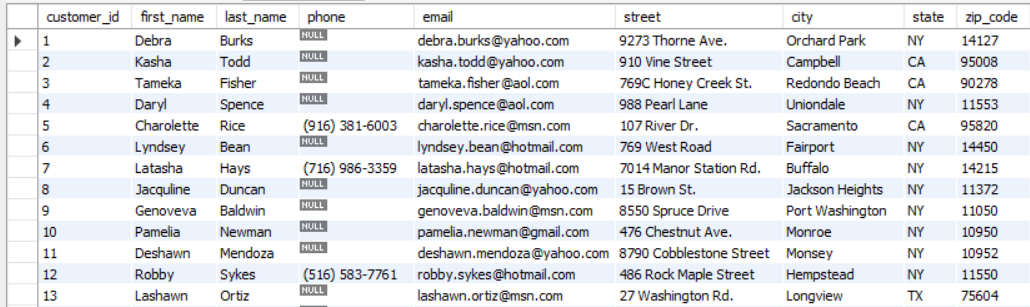 customer_id first_name last_name phone email street city state zip_code
1 Debra Burks NULL debra.burks@yahoo.com 9273 Thorne Ave. Orchard Park NY 14127
2 Kasha Todd NULL kasha.todd@yahoo.com 910 Vine Street Campbell CA 95008
3 Tameka Fisher NULL tameka.fisher@aol.com 769C Honey Creek St. Redondo Beach CA 90278
4 Daryl Spence NULL daryl.spence@aol.com 988 Pearl Lane Uniondale NY 11553
5 Charolette Rice (916) 381-6003 charolette.rice@msn.com 107 River Dr. Sacramento CA 95820
6 Lyndsey Bean NULL lyndsey.bean@hotmail.com 769 West Road Fairport NY 14450
7 Latasha Hays (716) 986-3359 latasha.hays@hotmail.com 7014 Manor Station Rd. Buffalo NY 14215
8 Jacquline Duncan NULL jacquline.duncan@yahoo.com 15 Brown St. Jackson Heights NY 11372
9 Genoveva Baldwin NULL genoveva.baldwin@msn.com 8550 Spruce Drive Port Washington NY 11050
10 Pamelia Newman NULL pamelia.newman@gmail.com 476 Chestnut Ave. Monroe NY 10950
11 Deshawn Mendoza NULL deshawn.mendoza@yahoo.com 8790 Cobblestone Street Monsey NY 10952
12 Robby Sykes (516) 583-7761 robby.sykes@hotmail.com 486 Rock Maple Street Hempstead NY 11550
13 Lashawn Ortiz NULL lashawn.ortiz@msn.com 27 Washington Rd. Longview TX 75604